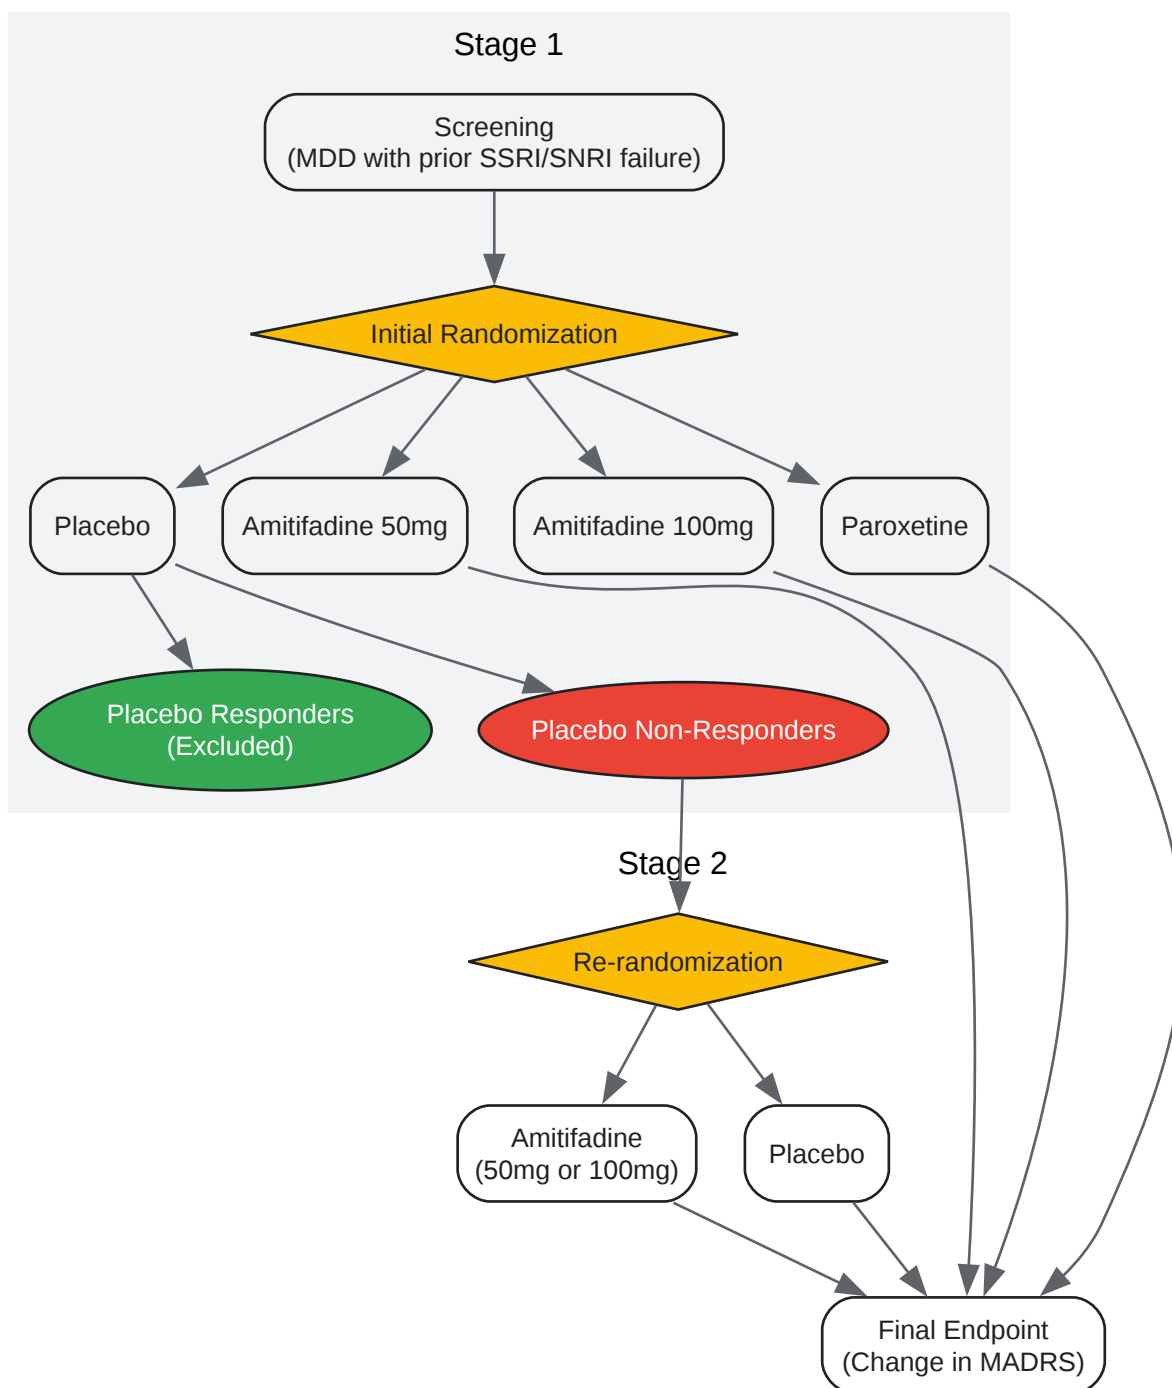 Stage 1
Screening
(MDD with prior SSRI/SNRI failure)
Initial Randomization
Placebo
Amitifadine 50mg
Amitifadine 100mg
Paroxetine
Placebo Responders
(Excluded)
Placebo Non-Responders
Stage 2
Re-randomization
Amitifadine
(50mg or 100mg)
Placebo
Final Endpoint
(Change in MADRS)